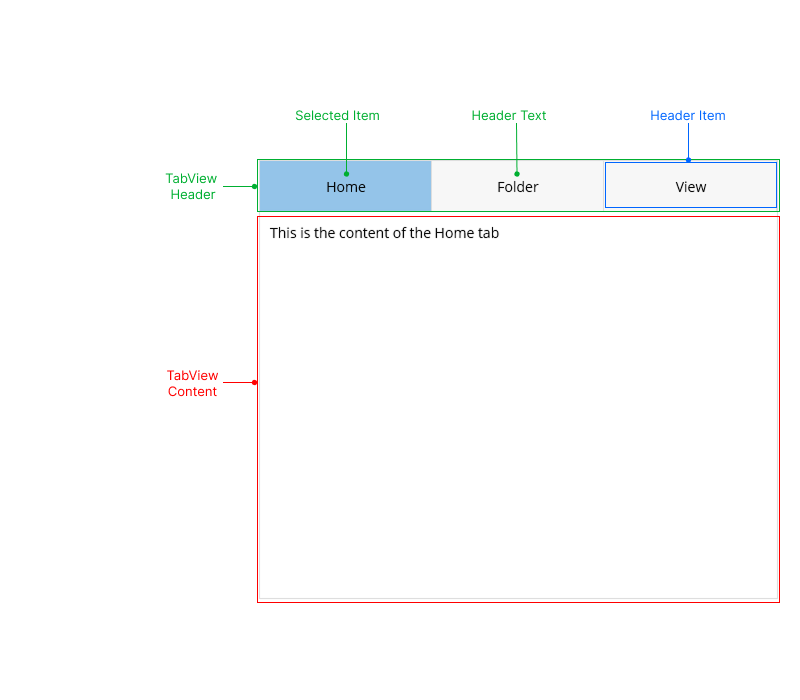 Selected Item
Header Text
Header Item
TabView
Header
Home
Folder
View
This is the content of the Home tab
TabView
Content